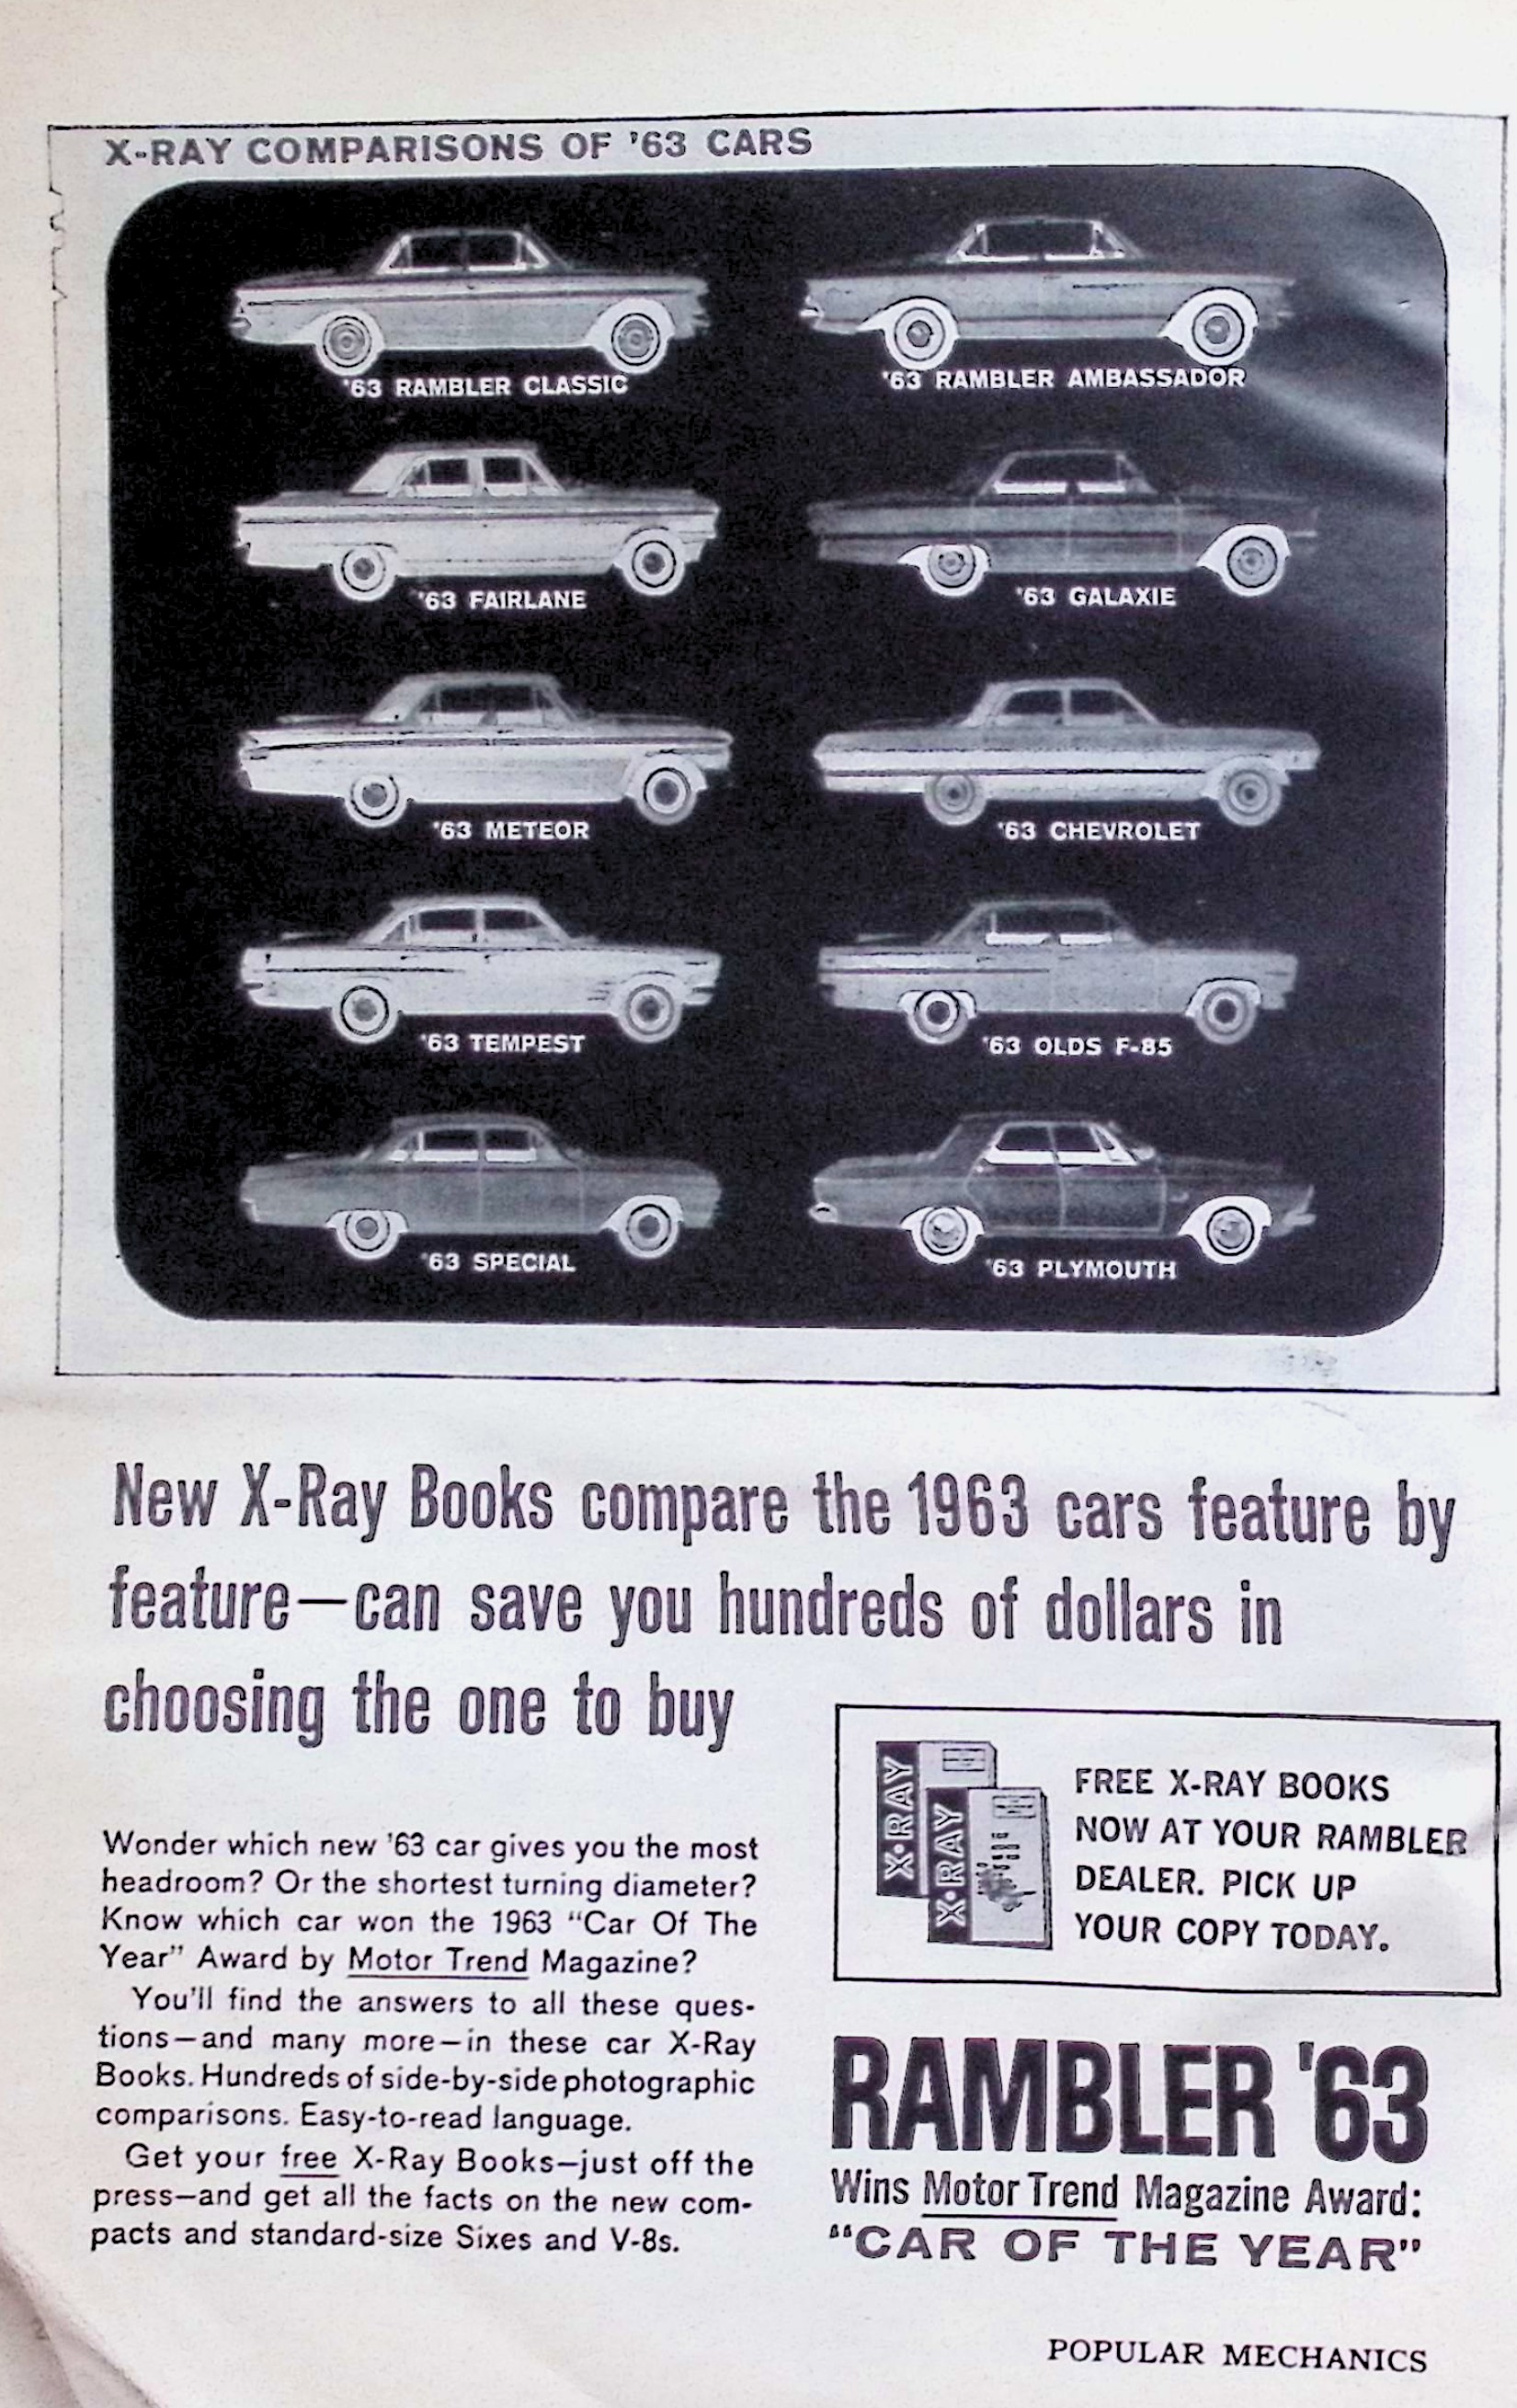 X-RAY COMPARISONS OF '63 CARS
'63 RAMBLER CLASSIC
'63 RAMBLER AMBASSADOR
'63 FAIRLANE
'63 GALAXIE
'63 METEOR
'63 CHEVROLET
'63 TEMPEST
'63 OLDS F-85
'63 SPECIAL
'63 PLYMOUTH
New X-Ray Books compare the 1963 cars feature by
feature—can save you hundreds of dollars in
choosing the one to buy
Wonder which new '63 car gives you the most
headroom? Or the shortest turning diameter?
Know which car won the 1963 "Car Of The
Year" Award by Motor Trend Magazine?
You'll find the answers to all these ques-
tions—and many more—in these car X-Ray
Books. Hundreds of side-by-side photographic
comparisons. Easy-to-read language.
Get your free X-Ray Books—just off the
press—and get all the facts on the new com-
pacts and standard-size Sixes and V-8s.
X-RAY
X-RAY
FREE X-RAY BOOKS
NOW AT YOUR RAMBLER
DEALER. PICK UP
YOUR COPY TODAY.
RAMBLER '63
Wins Motor Trend Magazine Award:
"CAR OF THE YEAR"
POPULAR MECHANICS